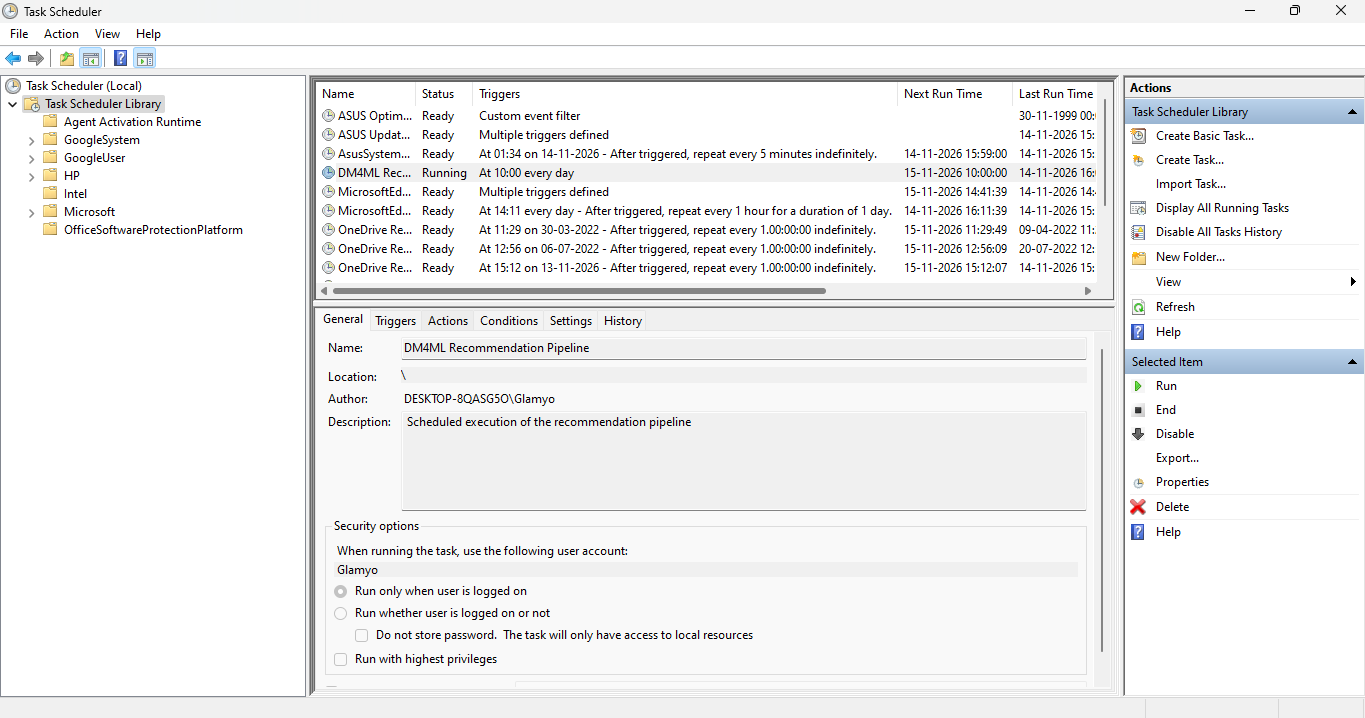 Task Scheduler
File Action View Help
Task Scheduler (Local)
Task Scheduler Library
Agent Activation Runtime
GoogleSystem
GoogleUser
HP
Intel
Microsoft
OfficeSoftwareProtectionPlatform
Name Status Triggers Next Run Time Last Run Time
ASUS Optim... Ready Custom event filter 30-11-1999 00:
ASUS Updat... Ready Multiple triggers defined 14-11-2026 15:
AsusSystem... Ready At 01:34 on 14-11-2026 - After triggered, repeat every 5 minutes indefinitely. 14-11-2026 15:59:00 14-11-2026 15:
DM4ML Rec... Running At 10:00 every day 15-11-2026 10:00:00 14-11-2026 16:
MicrosoftEd... Ready Multiple triggers defined 15-11-2026 14:41:39 14-11-2026 14:
MicrosoftEd... Ready At 14:11 every day - After triggered, repeat every 1 hour for a duration of 1 day. 14-11-2026 16:11:39 14-11-2026 15:
OneDrive Re... Ready At 11:29 on 30-03-2022 - After triggered, repeat every 1.00:00:00 indefinitely. 15-11-2026 11:29:49 09-04-2022 11:
OneDrive Re... Ready At 12:56 on 06-07-2022 - After triggered, repeat every 1.00:00:00 indefinitely. 15-11-2026 12:56:09 20-07-2022 12:
OneDrive Re... Ready At 15:12 on 13-11-2026 - After triggered, repeat every 1.00:00:00 indefinitely. 15-11-2026 15:12:07 14-11-2026 15:
General Triggers Actions Conditions Settings History
Name: DM4ML Recommendation Pipeline
Location: \
Author: DESKTOP-8QASG5O\Glamyo
Description: Scheduled execution of the recommendation pipeline
Security options
When running the task, use the following user account:
Glamyo
Run only when user is logged on
Run whether user is logged on or not
Do not store password. The task will only have access to local resources
Run with highest privileges
Actions
Task Scheduler Library
Create Basic Task...
Create Task...
Import Task...
Display All Running Tasks
Disable All Tasks History
New Folder...
View
Refresh
Help
Selected Item
Run
End
Disable
Export...
Properties
Delete
Help